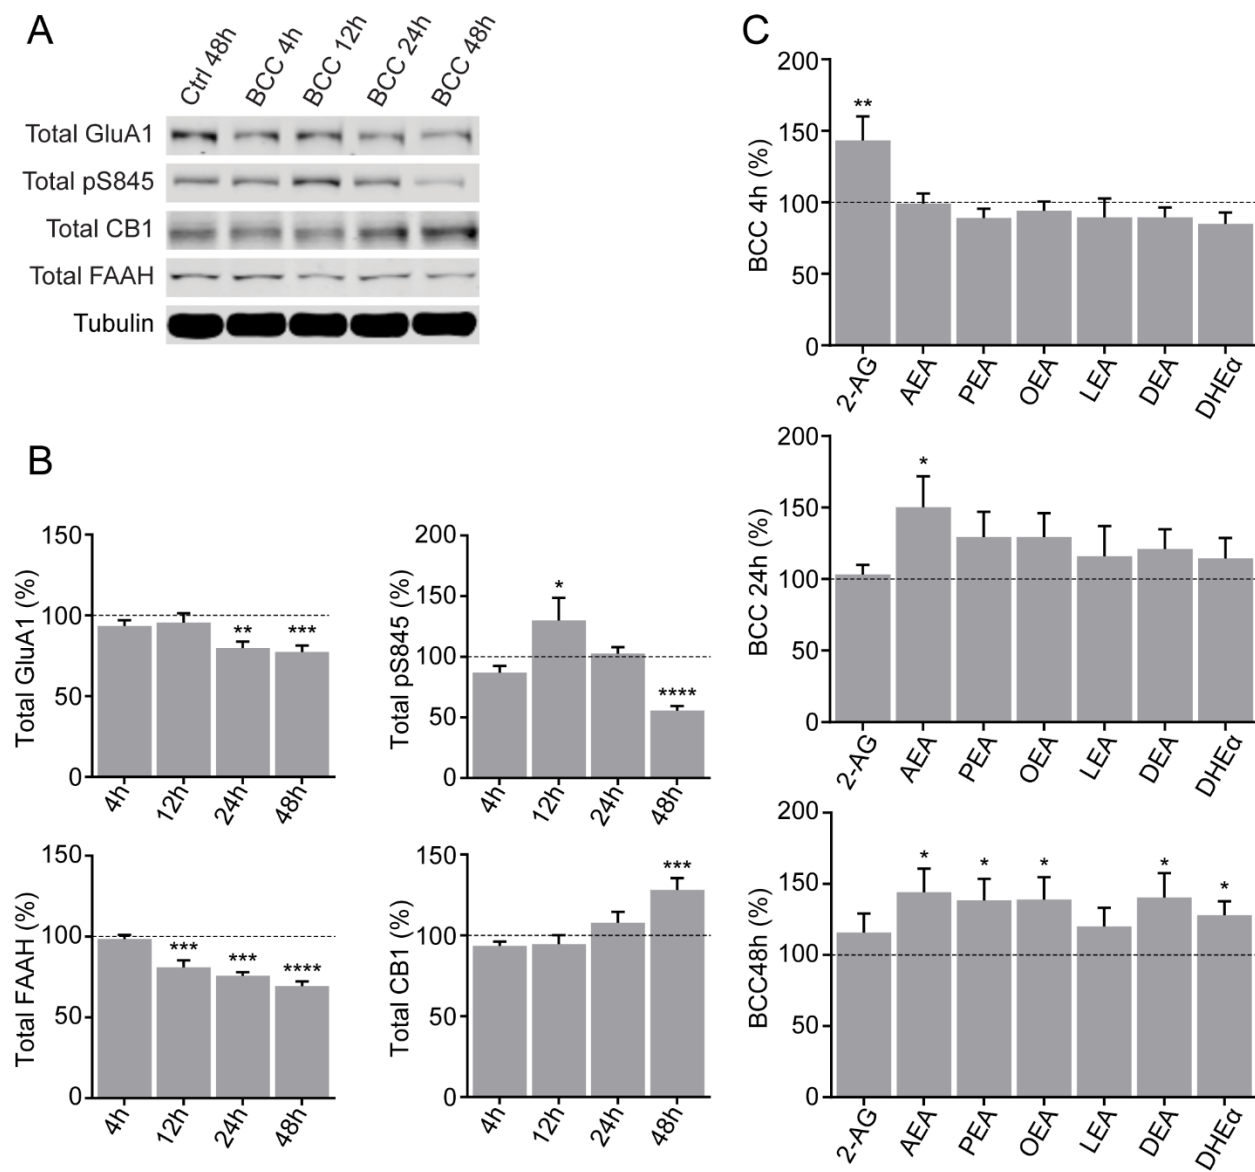 A
Ctrl 48h
BCC 4h
BCC 12h
BCC 24h
BCC 48h
Total GluA1
Total pS845
Total CB1
Total FAAH
Tubulin
B
Total GluA1 (%)
150
100
50
0
** ***
4h 12h 24h 48h
Total pS845 (%)
200
150
100
50
0
*
****
4h 12h 24h 48h
Total FAAH (%)
150
100
50
0
*** *** ****
4h 12h 24h 48h
Total CB1 (%)
150
100
50
0
***
4h 12h 24h 48h
C
BCC 4h (%)
200
150
100
50
0
**
2-AG AEA PEA OEA LEA DEA DHEα
BCC 24h (%)
200
150
100
50
0
*
2-AG AEA PEA OEA LEA DEA DHEα
BCC48h (%)
200
150
100
50
0
* * * * *
2-AG AEA PEA OEA LEA DEA DHEα